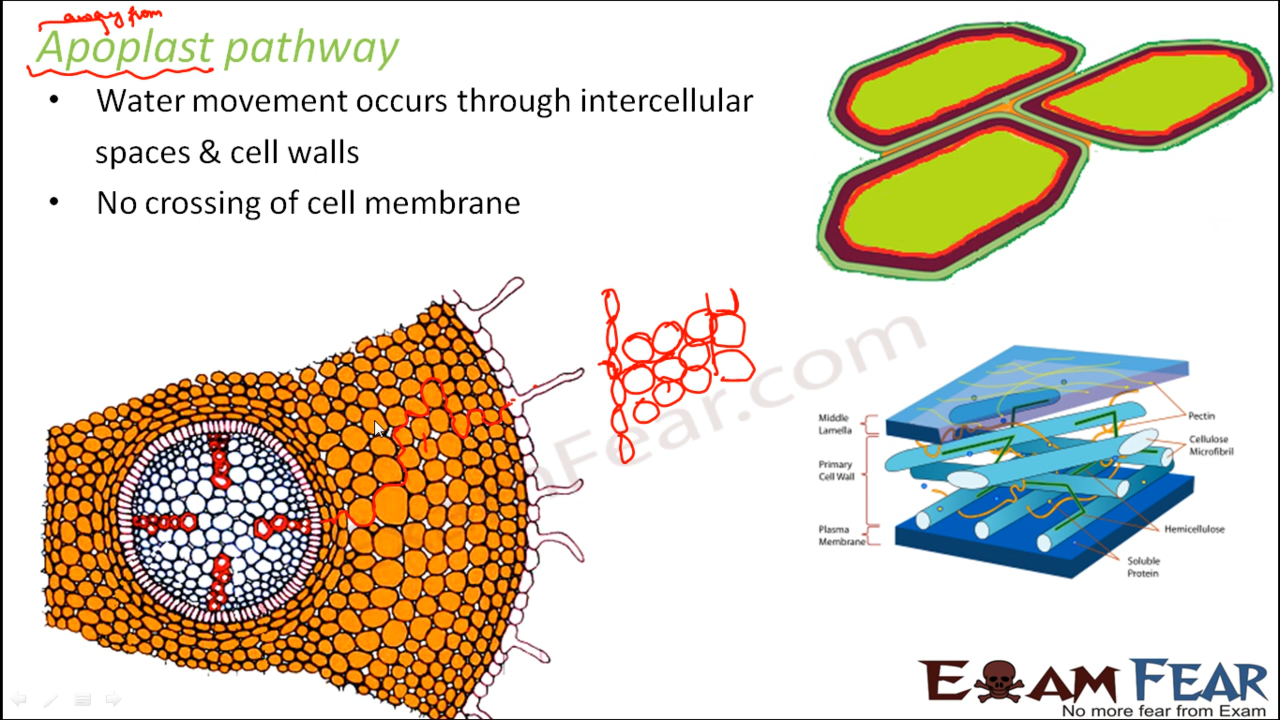 away from
Apoplast pathway
• Water movement occurs through intercellular
spaces & cell walls
• No crossing of cell membrane
Middle
Lamella
Primary
Cell Wall
Plasma
Membrane
Pectin
Cellulose
Microfibril
Hemicellulose
Soluble
Protein
mFear.com
EXAM FEAR
No more fear from Exam